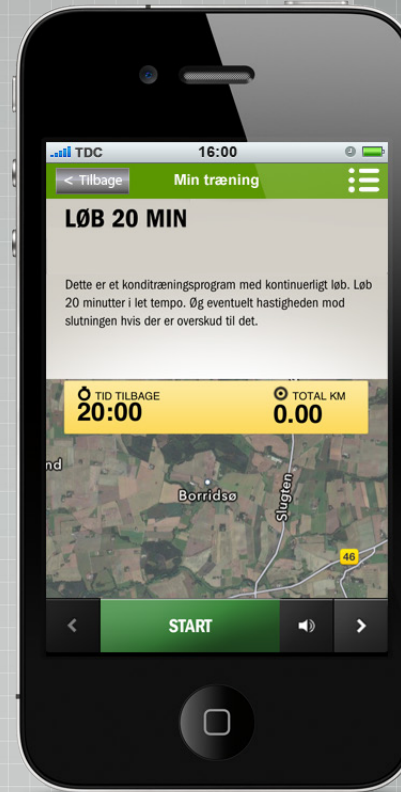 TDC 16:00
< Tilbage Min træning
LØB 20 MIN
Dette er et konditræningsprogram med kontinuerligt løb. Løb
20 minutter i let tempo. Øg eventuelt hastigheden mod
slutningen hvis der er overskud til det.
TID TILBAGE TOTAL KM
20:00 0.00
nd
Borridsø
Slugten
46
START